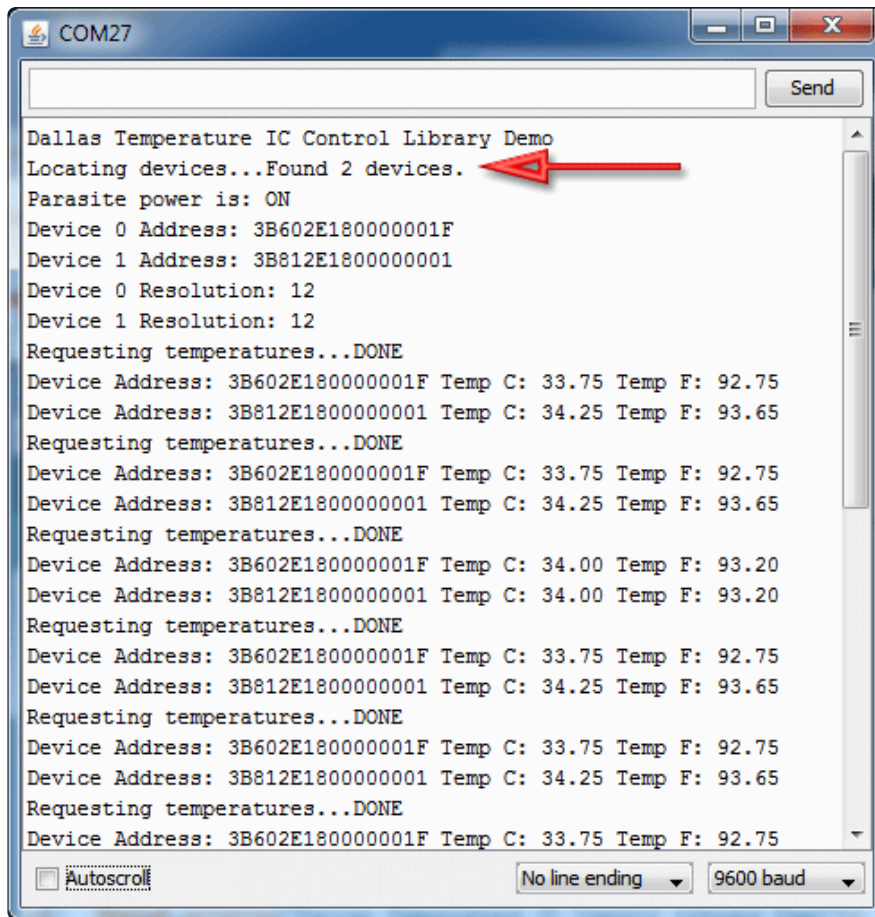 COM27
Send
Dallas Temperature IC Control Library Demo
Locating devices...Found 2 devices.
Parasite power is: ON
Device 0 Address: 3B602E180000001F
Device 1 Address: 3B812E1800000001
Device 0 Resolution: 12
Device 1 Resolution: 12
Requesting temperatures...DONE
Device Address: 3B602E180000001F Temp C: 33.75 Temp F: 92.75
Device Address: 3B812E1800000001 Temp C: 34.25 Temp F: 93.65
Requesting temperatures...DONE
Device Address: 3B602E180000001F Temp C: 33.75 Temp F: 92.75
Device Address: 3B812E1800000001 Temp C: 34.25 Temp F: 93.65
Requesting temperatures...DONE
Device Address: 3B602E180000001F Temp C: 34.00 Temp F: 93.20
Device Address: 3B812E1800000001 Temp C: 34.00 Temp F: 93.20
Requesting temperatures...DONE
Device Address: 3B602E180000001F Temp C: 33.75 Temp F: 92.75
Device Address: 3B812E1800000001 Temp C: 34.25 Temp F: 93.65
Requesting temperatures...DONE
Device Address: 3B602E180000001F Temp C: 33.75 Temp F: 92.75
Device Address: 3B812E1800000001 Temp C: 34.25 Temp F: 93.65
Requesting temperatures...DONE
Device Address: 3B602E180000001F Temp C: 33.75 Temp F: 92.75
Autoscroll
No line ending
9600 baud